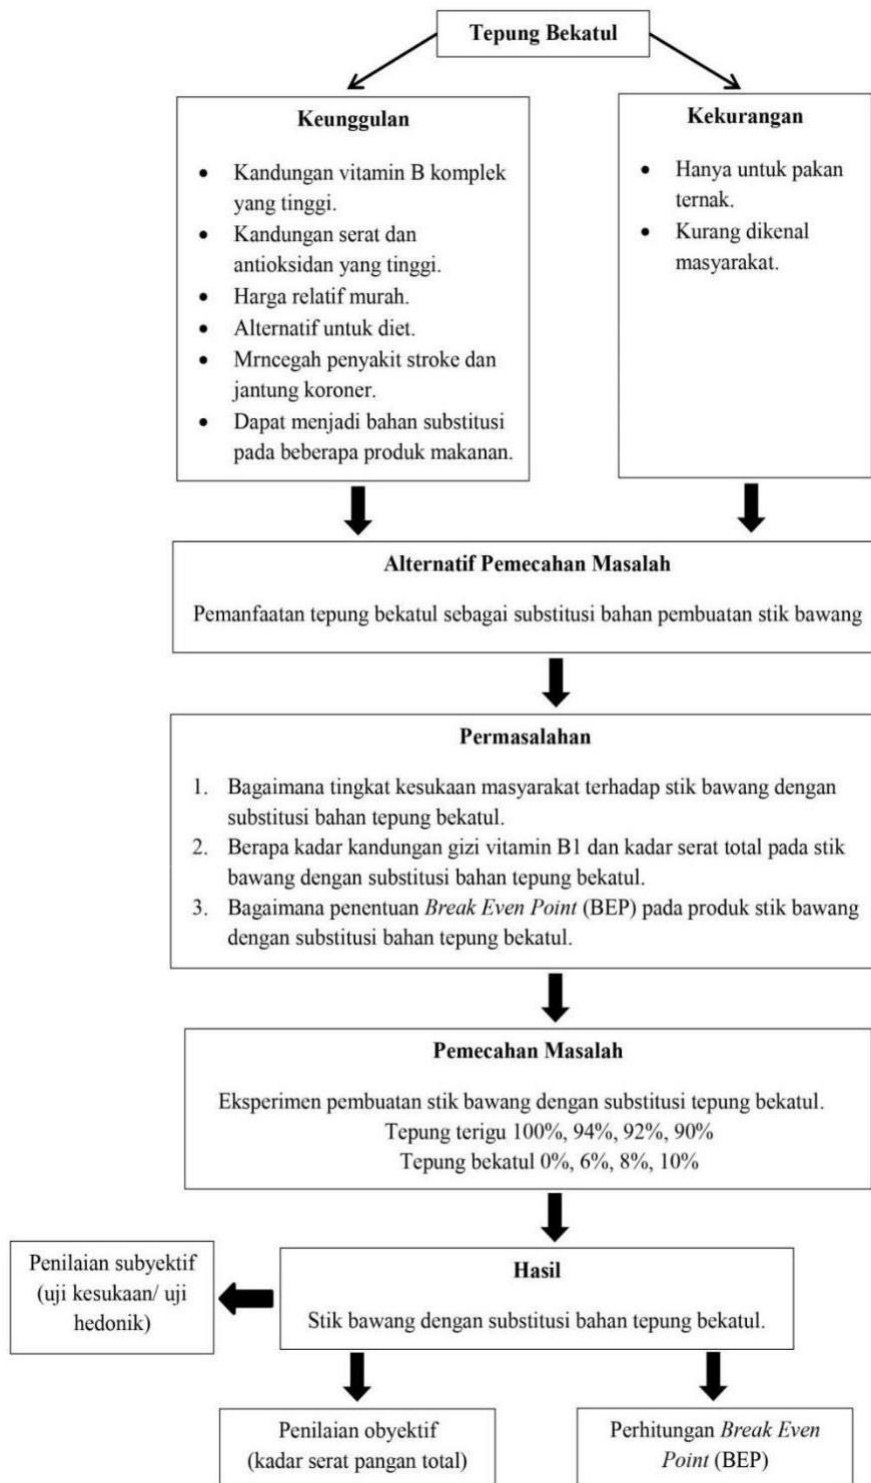 Tepung Bekatul
Keunggulan
• Kandungan vitamin B komplek
yang tinggi.
• Kandungan serat dan
antioksidan yang tinggi.
• Harga relatif murah.
• Alternatif untuk diet.
• Mrncegah penyakit stroke dan
jantung koroner.
• Dapat menjadi bahan substitusi
pada beberapa produk makanan.
Kekurangan
• Hanya untuk pakan
ternak.
• Kurang dikenal
masyarakat.
Alternatif Pemecahan Masalah
Pemanfaatan tepung bekatul sebagai substitusi bahan pembuatan stik bawang
Permasalahan
1. Bagaimana tingkat kesukaan masyarakat terhadap stik bawang dengan
substitusi bahan tepung bekatul.
2. Berapa kadar kandungan gizi vitamin B1 dan kadar serat total pada stik
bawang dengan substitusi bahan tepung bekatul.
3. Bagaimana penentuan Break Even Point (BEP) pada produk stik bawang
dengan substitusi bahan tepung bekatul.
Pemecahan Masalah
Eksperimen pembuatan stik bawang dengan substitusi tepung bekatul.
Tepung terigu 100%, 94%, 92%, 90%
Tepung bekatul 0%, 6%, 8%, 10%
Penilaian subyektif
(uji kesukaan/ uji
hedonik)
Hasil
Stik bawang dengan substitusi bahan tepung bekatul.
Penilaian obyektif
(kadar serat pangan total)
Perhitungan Break Even
Point (BEP)